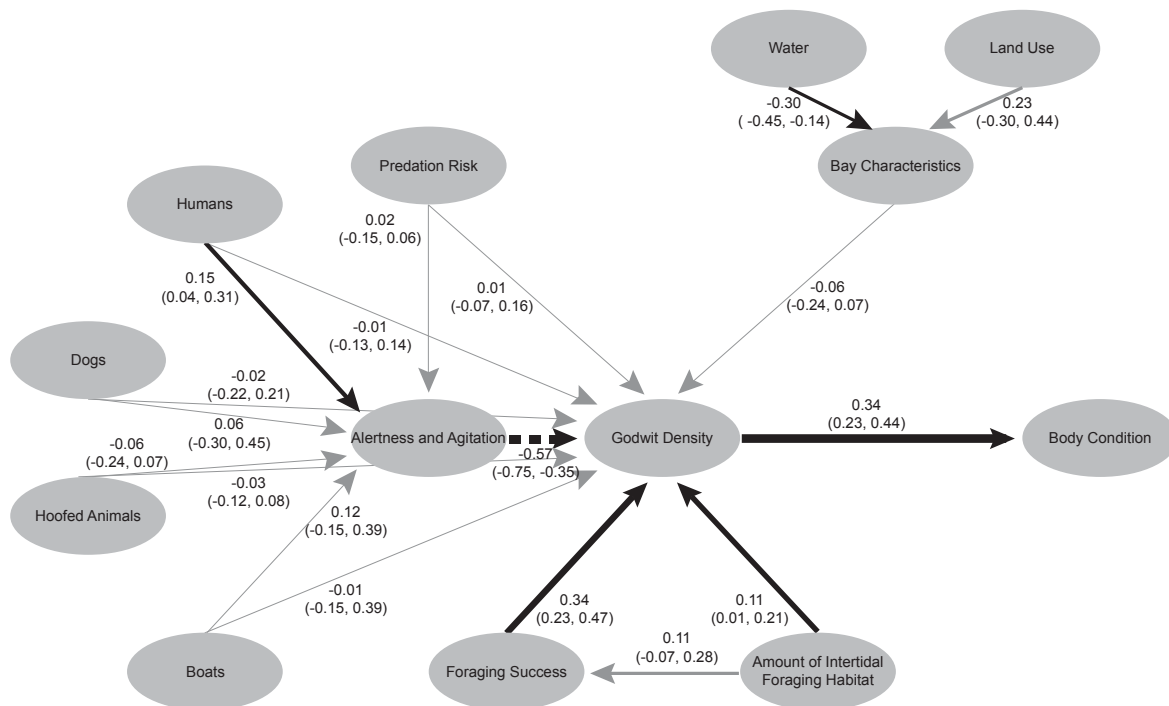 Water
Land Use
-0.30
( -0.45, -0.14)
0.23
(-0.30, 0.44)
Predation Risk
Bay Characteristics
Humans
0.02
(-0.15, 0.06)
0.15
(0.04, 0.31)
0.01
(-0.07, 0.16)
-0.06
(-0.24, 0.07)
-0.01
(-0.13, 0.14)
Dogs
-0.02
(-0.22, 0.21)
0.06
(-0.30, 0.45)
Alertness and Agitation
Godwit Density
0.34
(0.23, 0.44)
Body Condition
-0.06
(-0.24, 0.07)
-0.57
(-0.75, -0.35)
-0.03
(-0.12, 0.08)
Hoofed Animals
0.12
(-0.15, 0.39)
-0.01
(-0.15, 0.39)
0.34
(0.23, 0.47)
0.11
(0.01, 0.21)
0.11
(-0.07, 0.28)
Boats
Foraging Success
Amount of Intertidal
Foraging Habitat